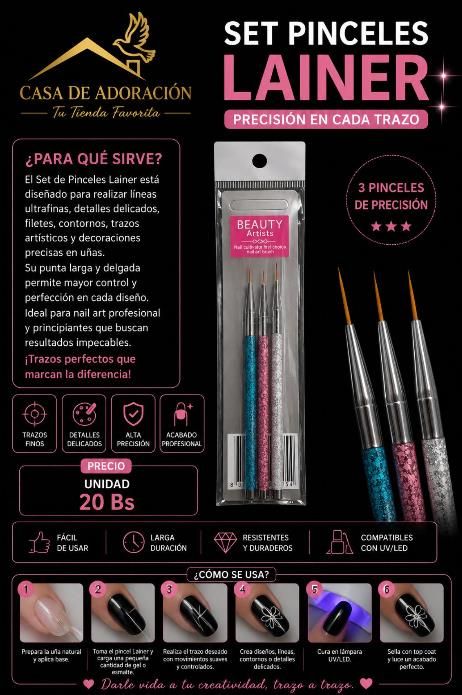 CASA DE ADORACIÓN
Tu Tienda Favorita
SET PINCELES
LAINER
PRECISIÓN EN CADA TRAZO
¿PARA QUÉ SIRVE?
El Set de Pinceles Lainer está
diseñado para realizar líneas
ultrafinas, detalles delicados,
filetes, contornos, trazos
artísticos y decoraciones
precisas en uñas.
Su punta larga y delgada
permite mayor control y
perfección en cada diseño.
Ideal para nail art profesional
y principiantes que buscan
resultados impecables.
¡Trazos perfectos que
marcan la diferencia!
BEAUTY
Artists
nail art brush
3 PINCELES
DE PRECISIÓN
TRAZOS
FINOS
DETALLES
DELICADOS
ALTA
PRECISIÓN
ACABADO
PROFESIONAL
PRECIO
UNIDAD
20 Bs
FÁCIL
DE USAR
LARGA
DURACIÓN
RESISTENTES
Y DURADEROS
COMPATIBLES
CON UV/LED
¿CÓMO SE USA?
1
Prepara la uña natural
y aplica base.
2
Toma el pincel Lainer y
carga una pequeña
cantidad de gel o
esmalte.
3
Realiza el trazo deseado
con movimientos suaves
y controlados.
4
Crea diseños, líneas,
contornos o detalles
delicados.
5
Cura en lámpara
UV/LED.
6
Sella con top coat
y luce un acabado
perfecto.
Darle vida a tu creatividad, trazo a trazo.